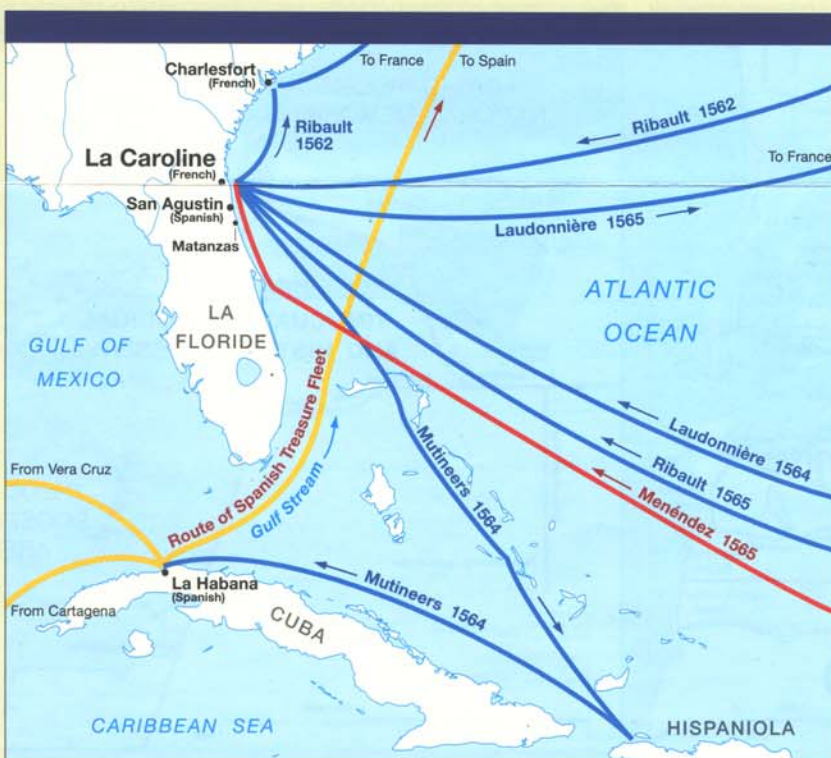 To France
To Spain
Charlesfort
(French)
Ribault
1562
Ribault 1562
La Caroline
(French)
To France
San Agustin
(Spanish)
Laudonnière 1565
Matanzas
ATLANTIC
OCEAN
LA
FLORIDE
GULF OF
MEXICO
Laudonnière 1564
Ribault 1565
Menéndez 1565
Mutineers 1564
Route of Spanish Treasure Fleet
Gulf Stream
From Vera Cruz
La Habana
(Spanish)
Mutineers 1564
From Cartagena
CUBA
CARIBBEAN SEA
HISPANIOLA